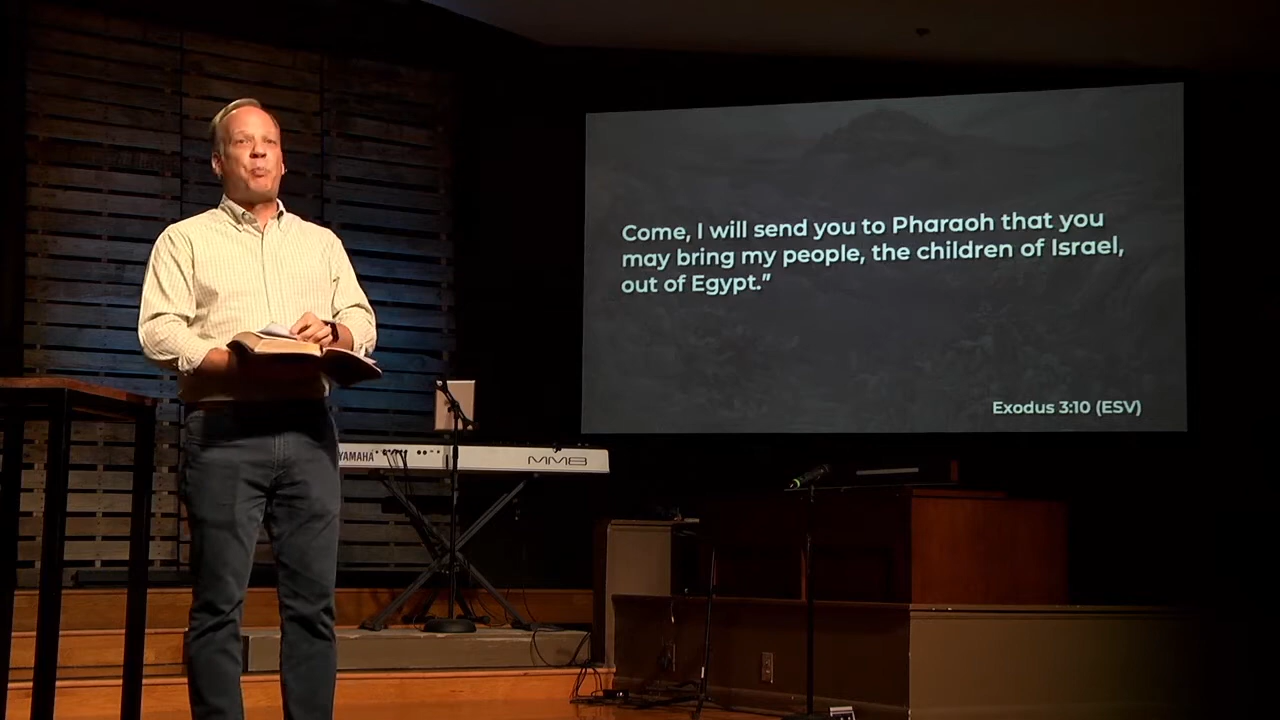 Come, I will send you to Pharaoh that you
may bring my people, the children of Israel,
out of Egypt.”
Exodus 3:10 (ESV)
YAMAHA
MM8